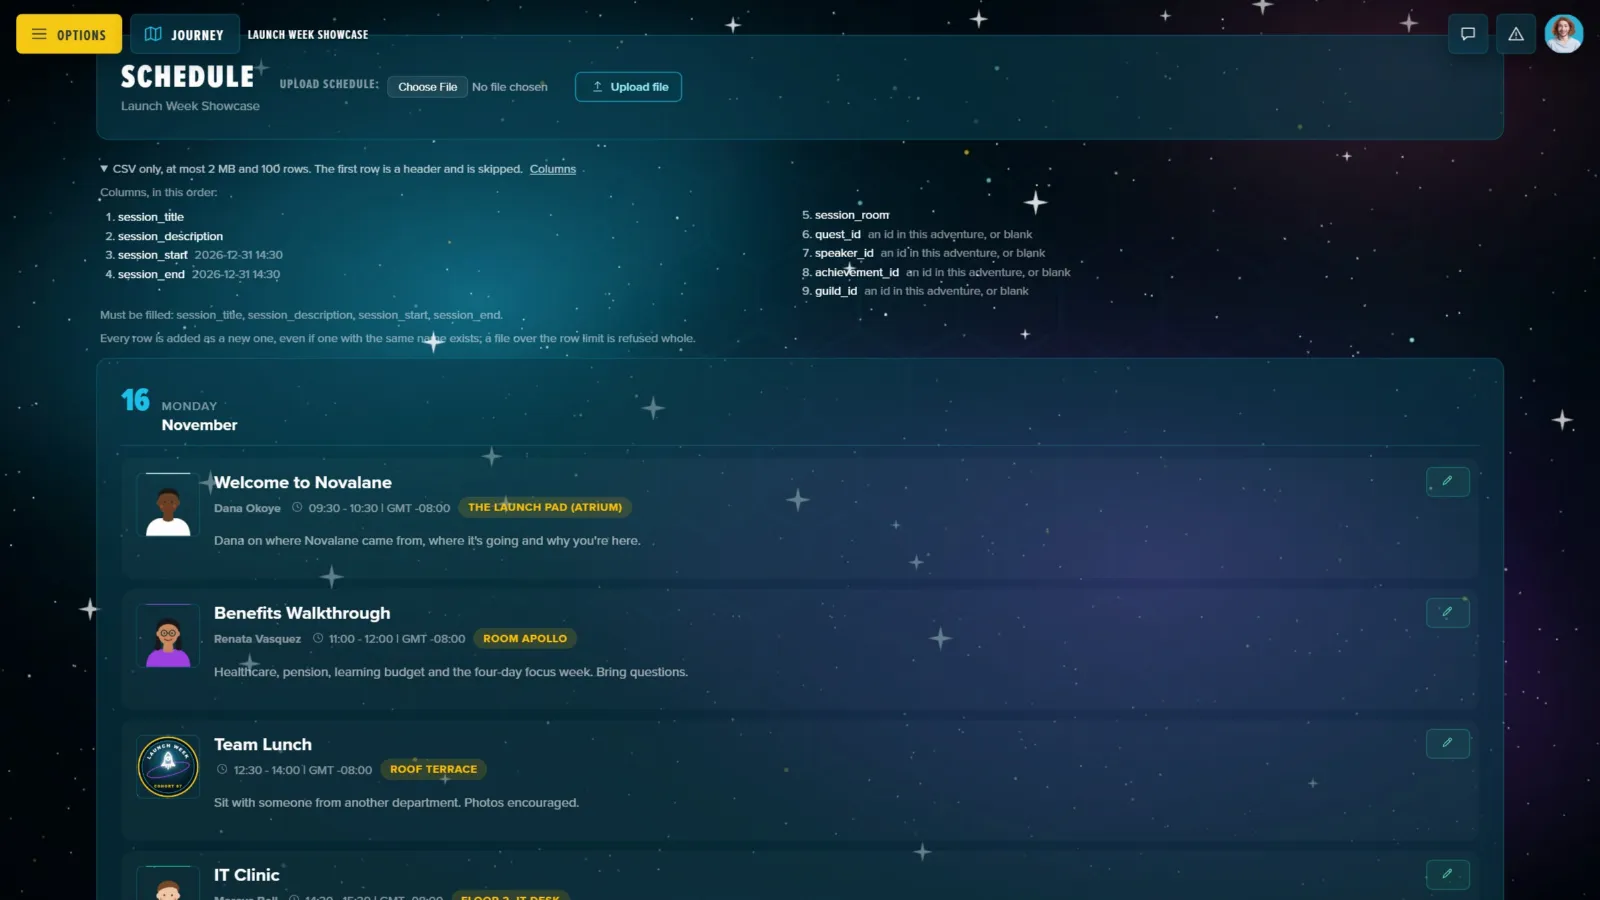 OPTIONS
JOURNEY
LAUNCH WEEK SHOWCASE
SCHEDULE
UPLOAD SCHEDULE:
Choose File No file chosen
Upload file
Launch Week Showcase
▼ CSV only, at most 2 MB and 100 rows. The first row is a header and is skipped. Columns
Columns, in this order:
1. session_title
2. session_description
3. session_start 2026-12-31 14:30
4. session_end 2026-12-31 14:30
5. session_room
6. quest_id an id in this adventure, or blank
7. speaker_id an id in this adventure, or blank
8. achievement_id an id in this adventure, or blank
9. guild_id an id in this adventure, or blank
Must be filled: session_title, session_description, session_start, session_end.
Every row is added as a new one, even if one with the same name exists; a file over the row limit is refused whole.
16
MONDAY
November
Welcome to Novalane
Dana Okoye 09:30 - 10:30 | GMT -08:00 THE LAUNCH PAD (ATRIUM)
Dana on where Novalane came from, where it's going and why you're here.
Benefits Walkthrough
Renata Vasquez 11:00 - 12:00 | GMT -08:00 ROOM APOLLO
Healthcare, pension, learning budget and the four-day focus week. Bring questions.
LAUNCH WEEK
Team Lunch
12:30 - 14:00 | GMT -08:00 ROOF TERRACE
Sit with someone from another department. Photos encouraged.
IT Clinic